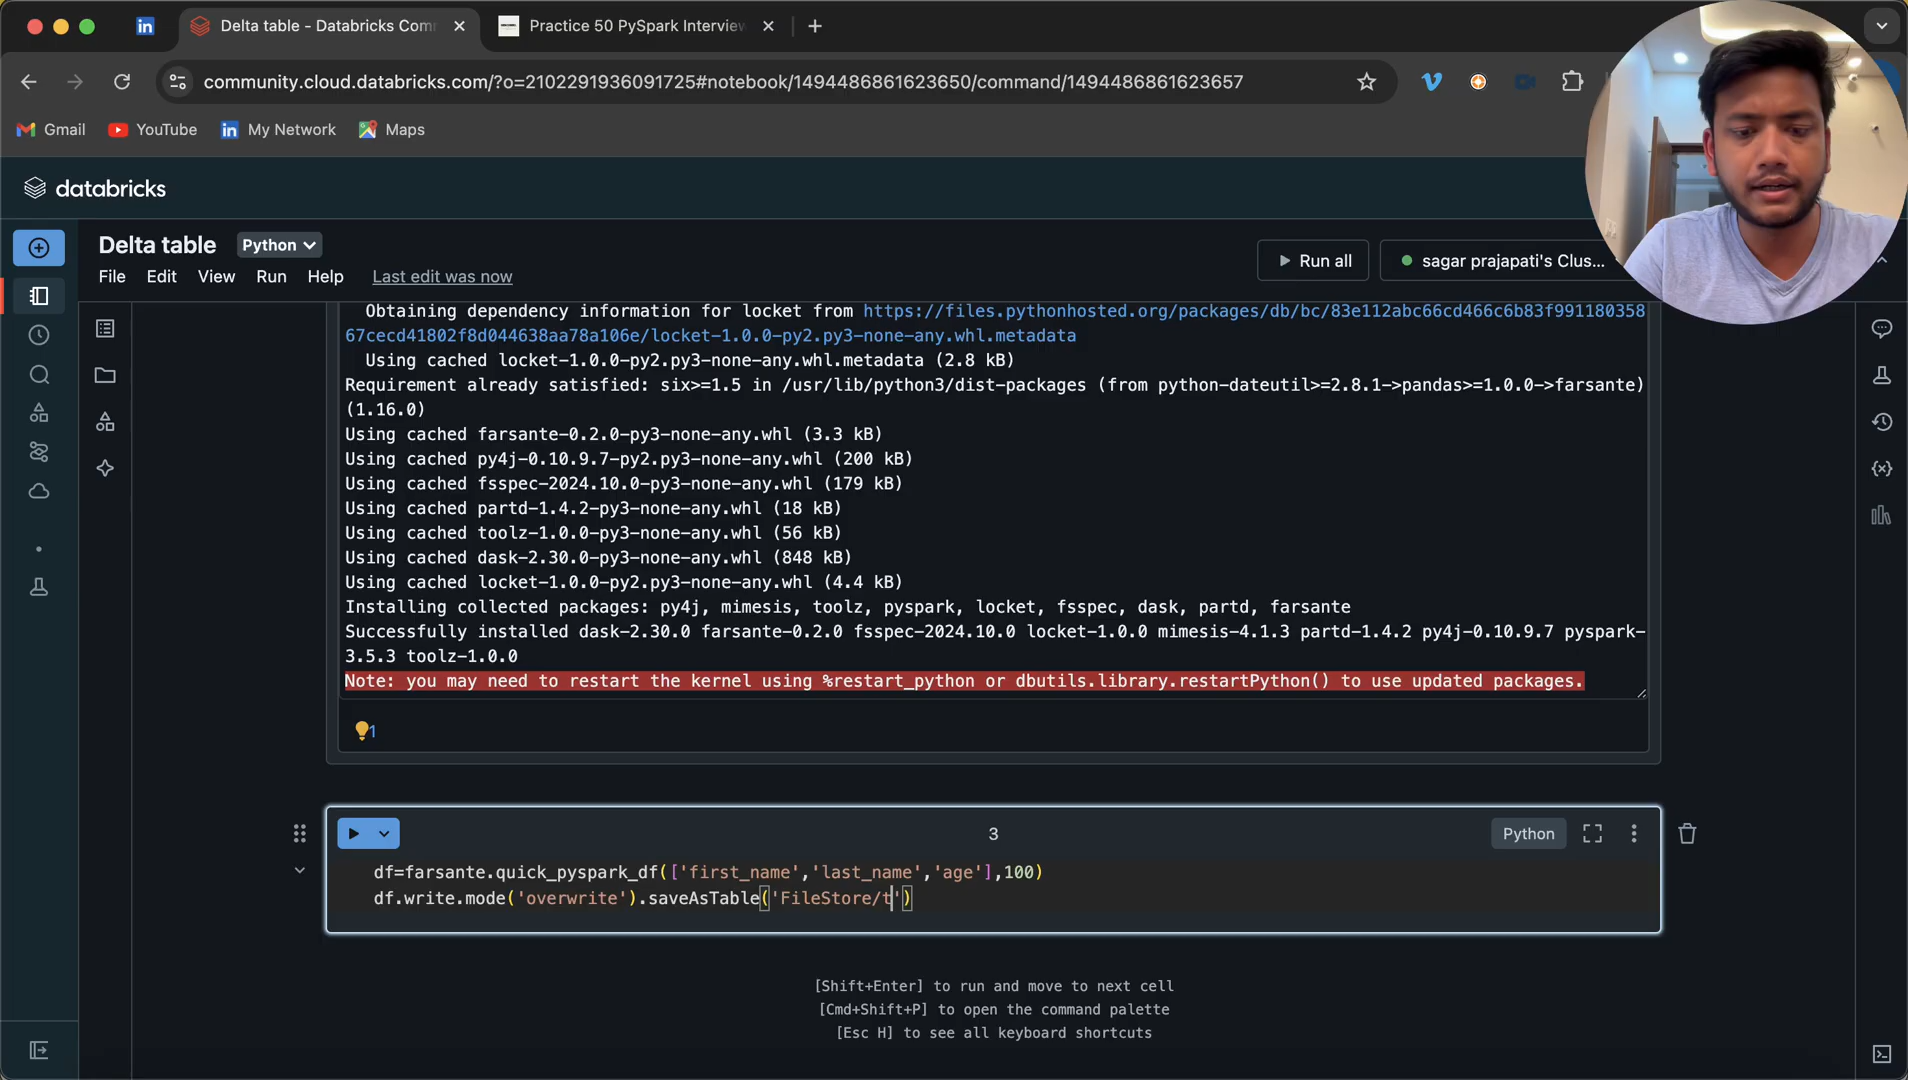 Delta table - Databricks Com
Practice 50 PySpark Interview
community.cloud.databricks.com/?o=2102291936091725#notebook/1494486861623650/command/1494486861623657
Gmail
YouTube
My Network
Maps
databricks
Delta table
Python
File
Edit
View
Run
Help
Last edit was now
Run all
sagar prajapati's Clus...
Obtaining dependency information for locket from https://files.pythonhosted.org/packages/db/bc/83e112abc66cd466c6b83f991180358
67cecd41802f8d044638aa78a106e/locket-1.0.0-py2.py3-none-any.whl.metadata
Using cached locket-1.0.0-py2.py3-none-any.whl.metadata (2.8 kB)
Requirement already satisfied: six>=1.5 in /usr/lib/python3/dist-packages (from python-dateutil>=2.8.1->pandas>=1.0.0->farsante)
(1.16.0)
Using cached farsante-0.2.0-py3-none-any.whl (3.3 kB)
Using cached py4j-0.10.9.7-py2.py3-none-any.whl (200 kB)
Using cached fsspec-2024.10.0-py3-none-any.whl (179 kB)
Using cached partd-1.4.2-py3-none-any.whl (18 kB)
Using cached toolz-1.0.0-py3-none-any.whl (56 kB)
Using cached dask-2.30.0-py3-none-any.whl (848 kB)
Using cached locket-1.0.0-py2.py3-none-any.whl (4.4 kB)
Installing collected packages: py4j, mimesis, toolz, pyspark, locket, fsspec, dask, partd, farsante
Successfully installed dask-2.30.0 farsante-0.2.0 fsspec-2024.10.0 locket-1.0.0 mimesis-4.1.3 partd-1.4.2 py4j-0.10.9.7 pyspark-
3.5.3 toolz-1.0.0
Note: you may need to restart the kernel using %restart_python or dbutils.library.restartPython() to use updated packages.
1
3
Python
df=farsante.quick_pyspark_df(['first_name','last_name','age'],100)
df.write.mode('overwrite').saveAsTable('FileStore/t')
[Shift+Enter] to run and move to next cell
[Cmd+Shift+P] to open the command palette
[Esc H] to see all keyboard shortcuts